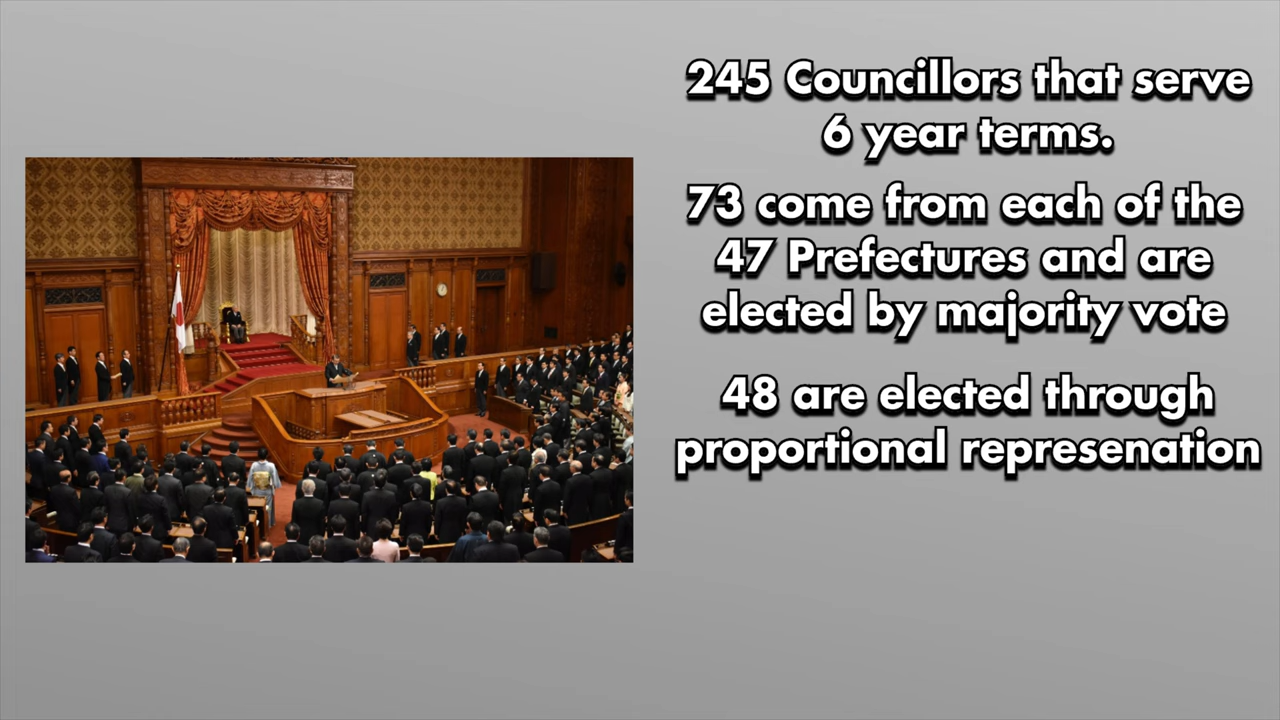 245 Councillors that serve
6 year terms.
73 come from each of the
47 Prefectures and are
elected by majority vote
48 are elected through
proportional represenation